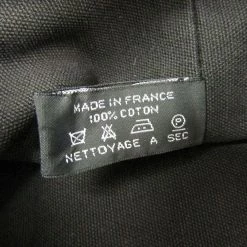 MADE IN FRANCE
100% COTON
P
NETTOYAGE A SEC